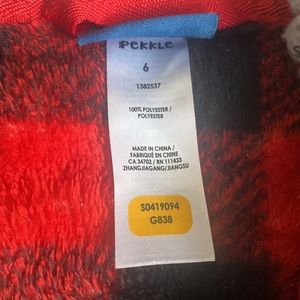 PEKKLE
6
1382537
100% POLYESTER /
POLYESTER
MADE IN CHINA /
FABRIQUÉ EN CHINE
CA 34702 / RN 111433
ZHANGJIAGANG/JIANGSU
S0419094
G838